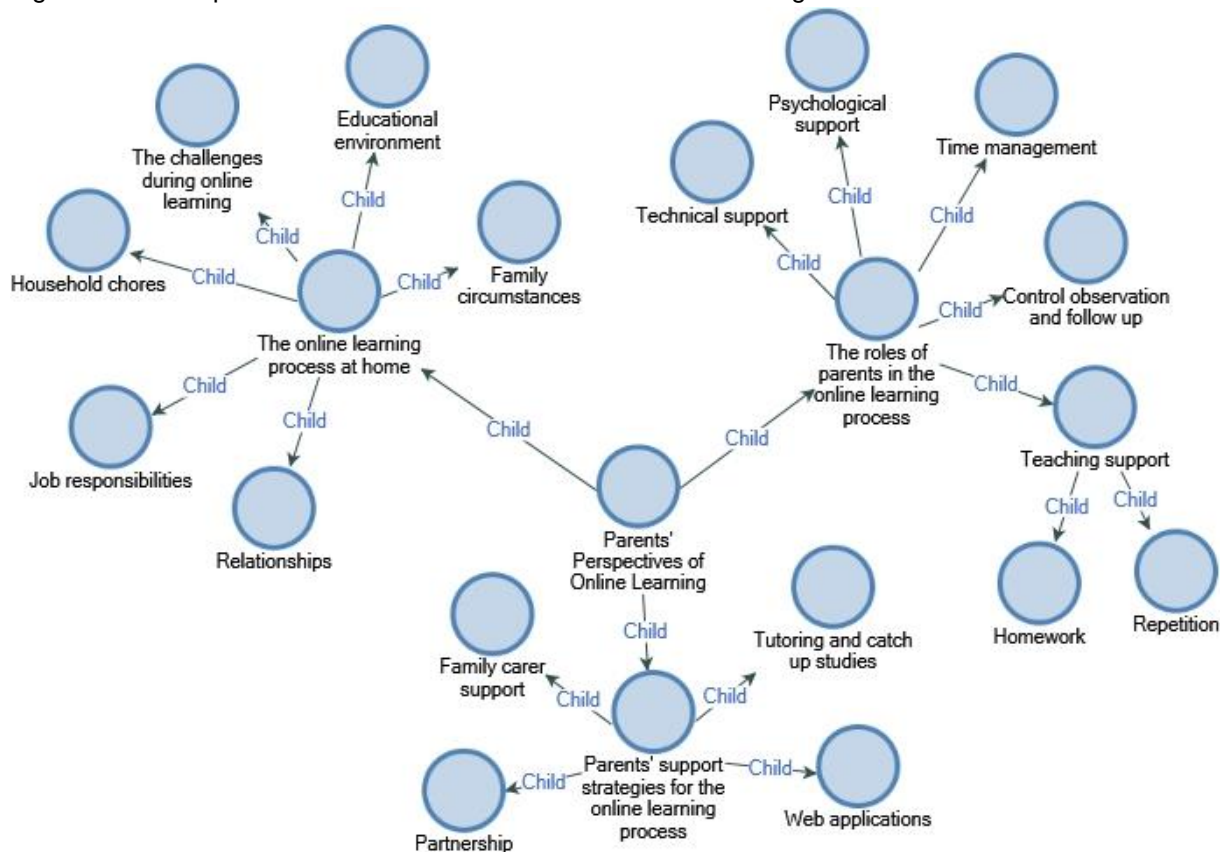 Educational
environment
Child
The challenges
during online
learning
Child
Household chores
Child
Family
circumstances
Child
The online learning
process at home
Job responsibilities
Child
Relationships
Child
Psychological
support
Child
Time management
Child
Technical support
Child
Control observation
and follow up
Child
The roles of
parents in the
online learning
process
Child
Teaching support
Child
Child
Homework
Repetition
Child
Child
Parents'
Perspectives of
Online Learning
Child
Family carer
support
Child
Tutoring and catch
up studies
Child
Parents' support
strategies for the
online learning
process
Child
Partnership
Child
Web applications